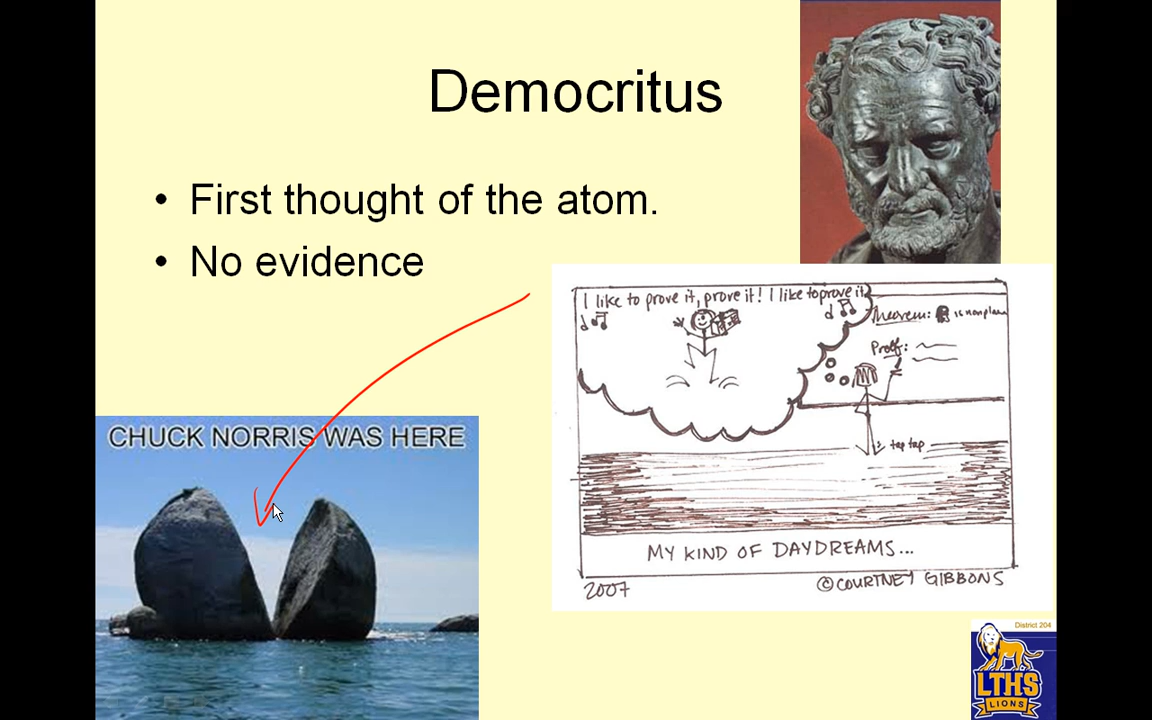 Democritus
• First thought of the atom.
• No evidence
I like to prove it, prove it! I like to prove it
Theorem: is nonplanar
Proof:
tap tap
MY KIND OF DAYDREAMS...
2007
©COURTNEY GIBBONS
CHUCK NORRIS WAS HERE
District 204
LTHS
LIONS